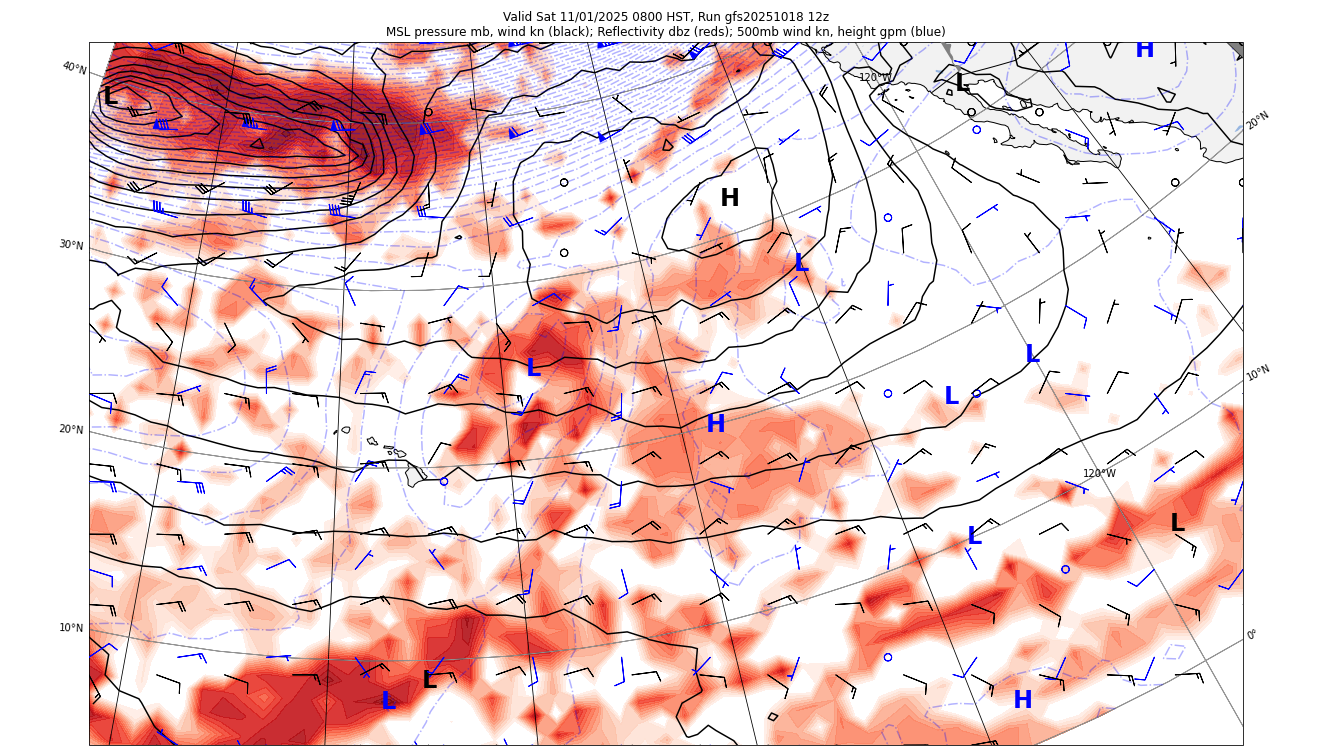 Valid Sat 11/01/2025 0800 HST, Run gfs20251018 12z
MSL pressure mb, wind kn (black); Reflectivity dbz (reds); 500mb wind kn, height gpm (blue)
H
40°N
120°W
L
L
20°N
H
30°N
L
L
L
10°N
L
H
20°N
120°W
L
L
10°N
0°
L
L
H